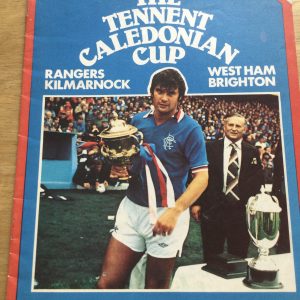 THE
TENNENT
CALEDONIAN
CUP
RANGERS
KILMARNOCK
WEST HAM
BRIGHTON